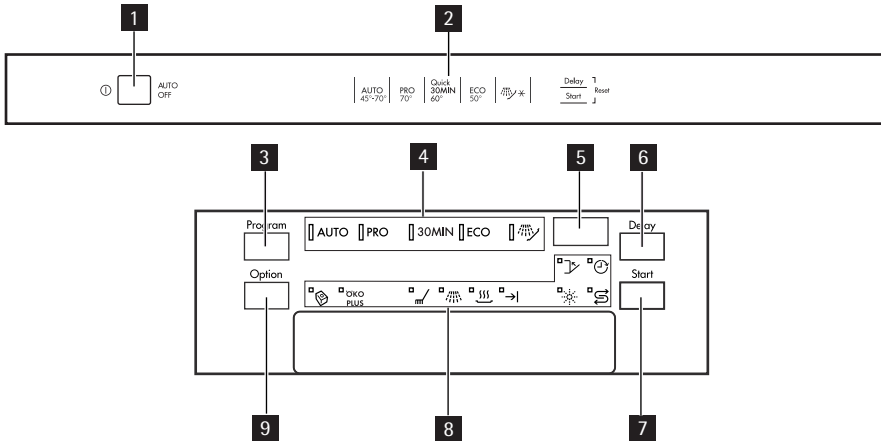 1
2
AUTO
OFF
AUTO
45°-70°
PRO
70°
Quick
30MIN
60°
ECO
50°
Delay
Start
Reset
3
4
5
6
Program
AUTO
PRO
30MIN
ECO
Delay
Option
ÖKO
PLUS
Start
9
8
7